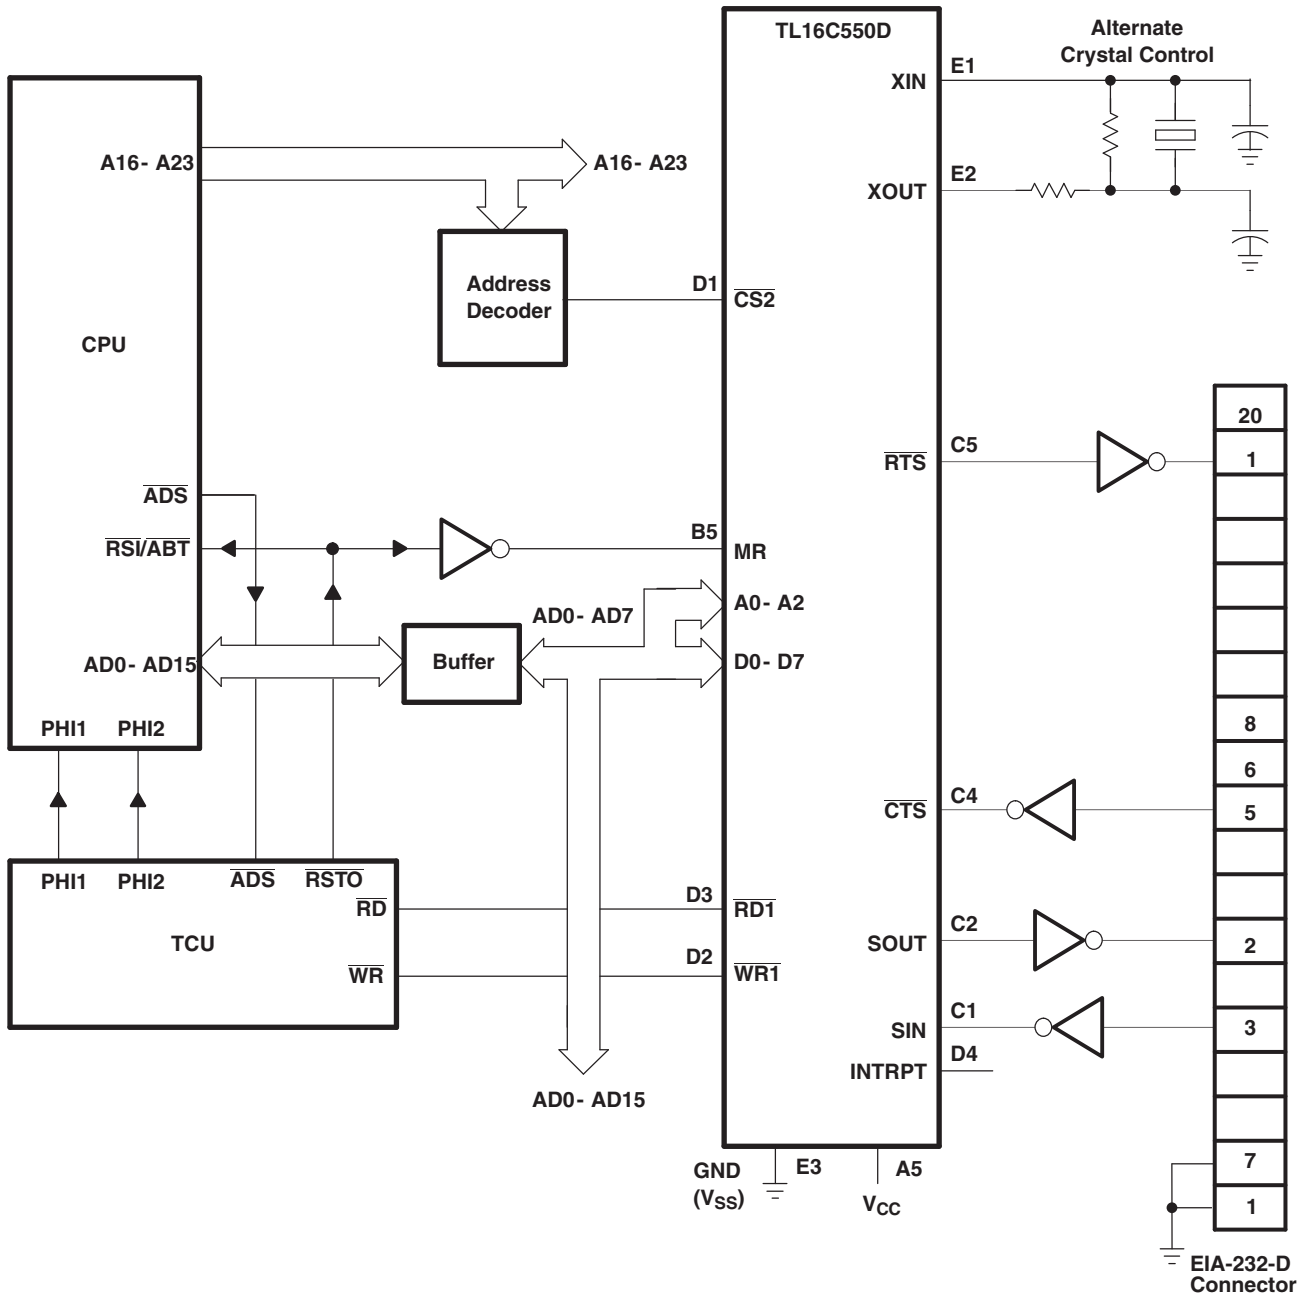 TL16C550D
Alternate
Crystal Control
XIN
E1
A16- A23
A16- A23
XOUT
E2
Address
Decoder
D1
CS2
CPU
20
RTS
C5
1
ADS
RSI/ABT
B5
MR
AD0- AD7
A0- A2
AD0- AD15
Buffer
D0- D7
PHI1
PHI2
8
6
CTS
C4
5
PHI1
PHI2
ADS
RSTO
RD
D3
RD1
TCU
SOUT
C2
2
WR
D2
WR1
SIN
C1
3
INTRPT
D4
AD0- AD15
GND
(VSS)
E3
A5
VCC
7
1
EIA-232-D
Connector